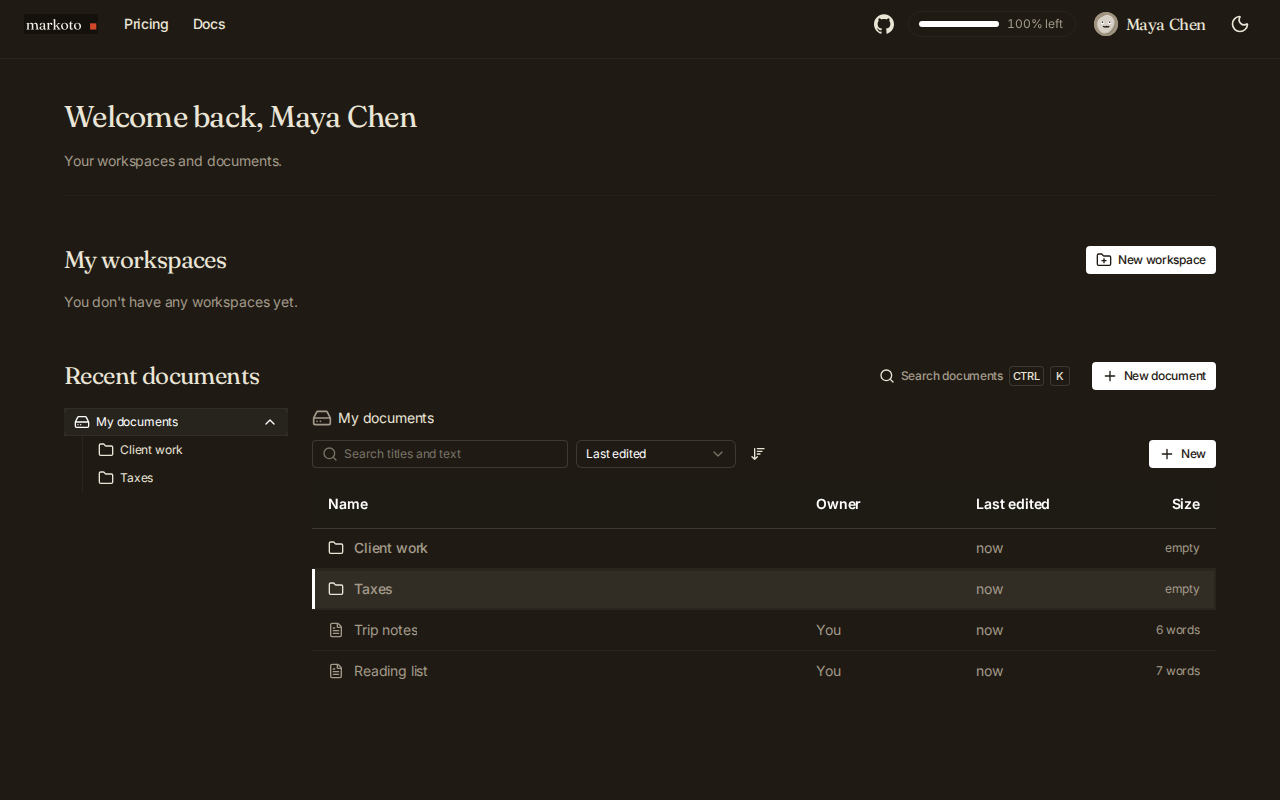 markoto Pricing Docs 100% left Maya Chen
Welcome back, Maya Chen
Your workspaces and documents.
My workspaces New workspace
You don't have any workspaces yet.
Recent documents Search documents CTRL K New document
My documents
Client work
Taxes
My documents
Search titles and text Last edited New
Name Owner Last edited Size
Client work now empty
Taxes now empty
Trip notes You now 6 words
Reading list You now 7 words